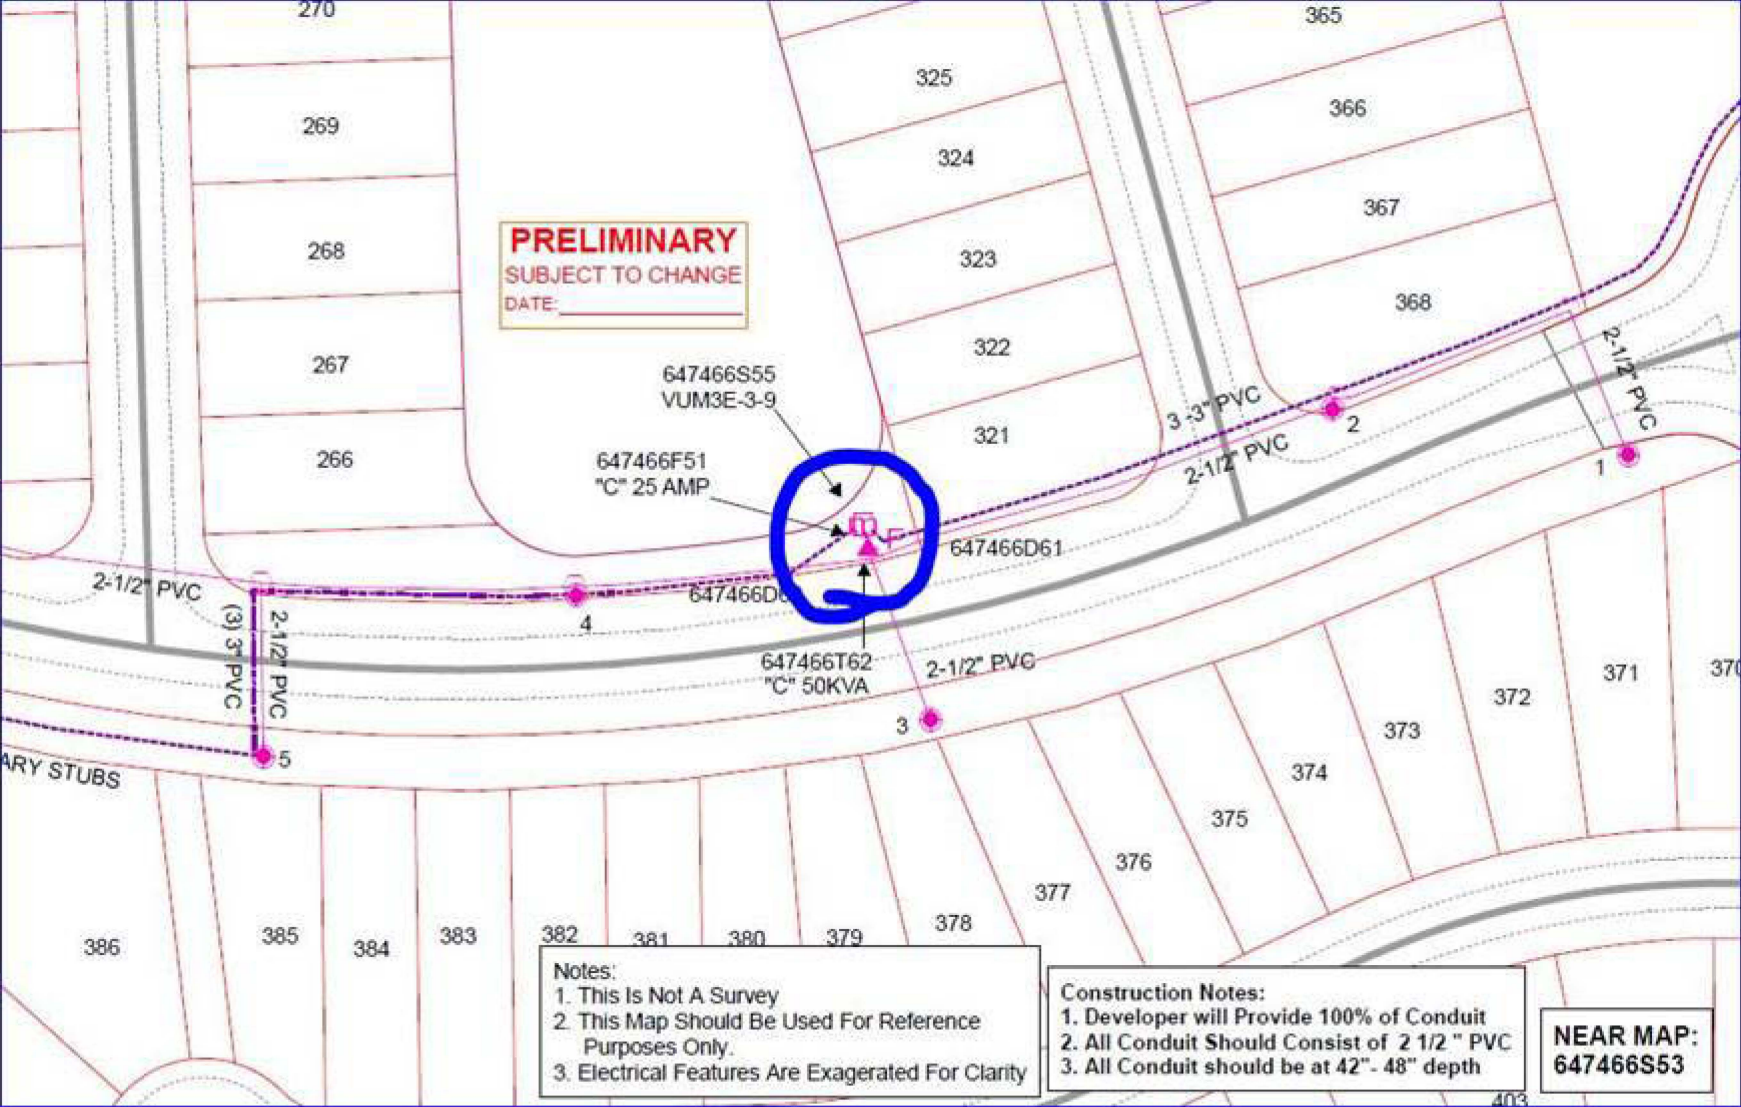 270
365
325
269
366
324
367
268
323
PRELIMINARY
SUBJECT TO CHANGE
DATE:
368
322
267
2-1/2" PVC
647466S55
VUM3E-3-9
3 -3" PVC
2
321
266
2-1/2" PVC
1
647466F51
"C" 25 AMP
m
F
647466D61
2-1/2" PVC
647466D
4
(3) 3" PVC
2-1/2" PVC
647466T62
"C" 50KVA
2-1/2" PVC
371
370
372
3
373
5
ARY STUBS
374
375
376
377
378
386
385
384
383
382
381
380
379
Notes:
1. This Is Not A Survey
2. This Map Should Be Used For Reference
Purposes Only.
3. Electrical Features Are Exagerated For Clarity
Construction Notes:
1. Developer will Provide 100% of Conduit
2. All Conduit Should Consist of 2 1/2 " PVC
3. All Conduit should be at 42"- 48" depth
NEAR MAP:
647466S53
403